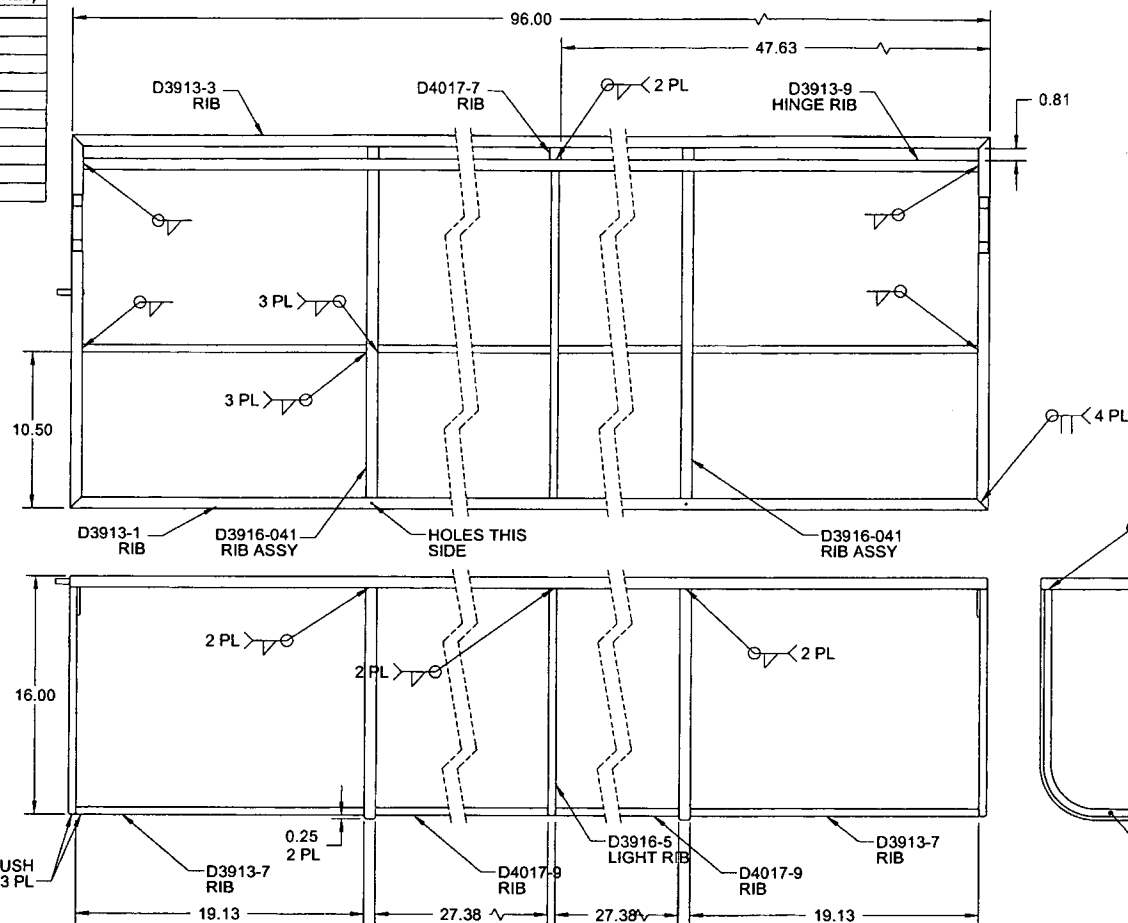 96.00
47.63
D3913-3
RIB
D4017-7
RIB
2 PL
D3913-9
HINGE RIB
0.81
3 PL
3 PL
10.50
4 PL
D3913-1
RIB
D3916-041
RIB ASSY
HOLES THIS
SIDE
D3916-041
RIB ASSY
2 PL
2 PL
2 PL
16.00
USH
3 PL
D3913-7
RIB
0.25
2 PL
D4017-9
RIB
D3916-5
LIGHT RIB
D4017-9
RIB
D3913-7
RIB
19.13
27.38
27.38
19.13